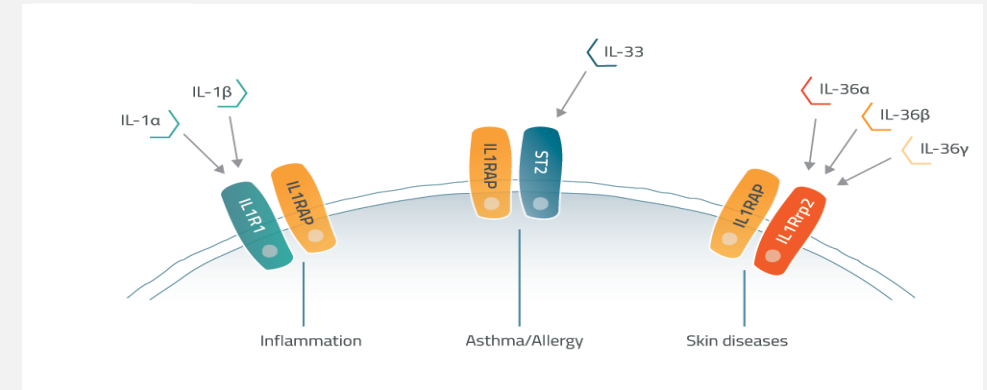 IL-33
IL-1β
IL-36α
IL-1α
IL-36β
IL-36γ
IL1R1
IL1RAP
IL1RAP
ST2
IL1RAP
IL1Rrp2
Inflammation
Asthma/Allergy
Skin diseases